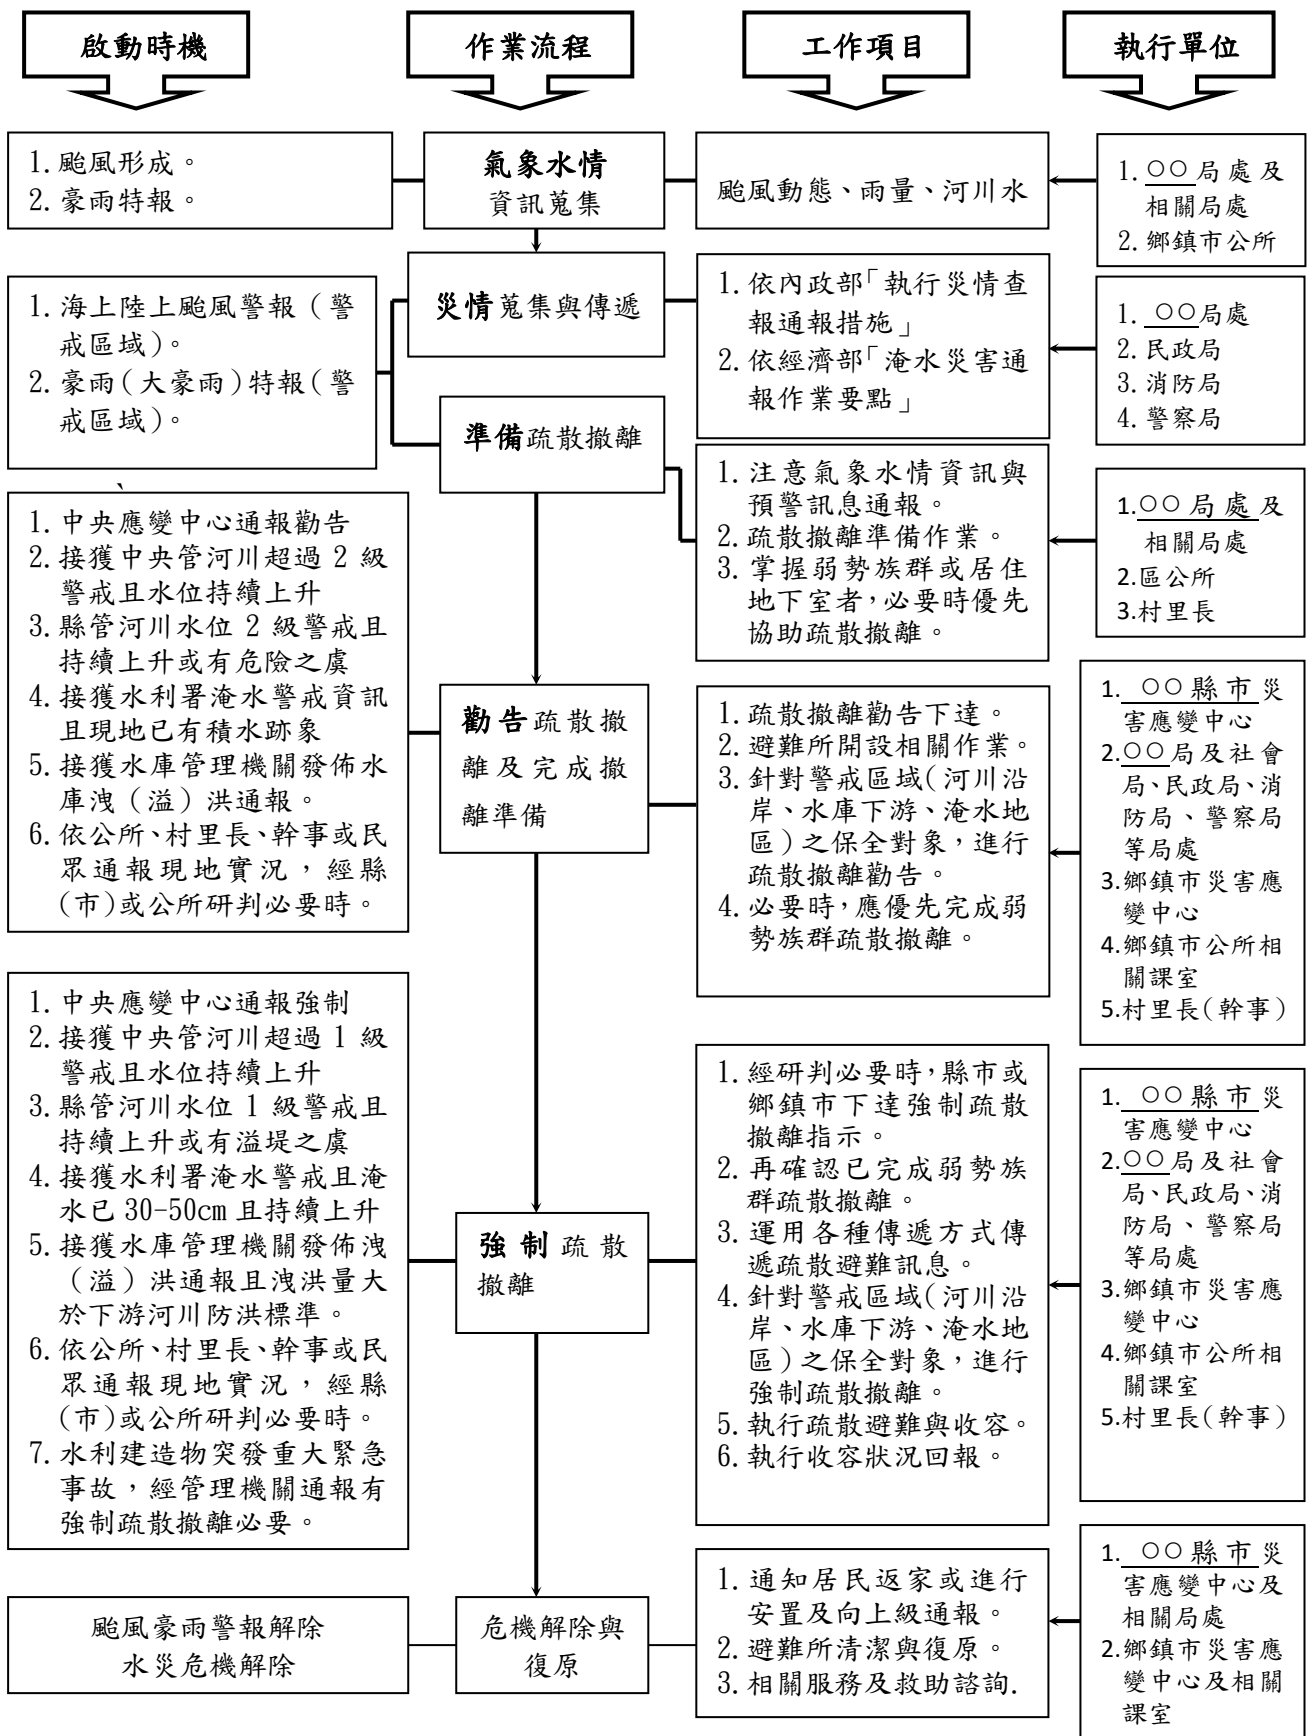 啟動時機
作業流程
工作項目
執行單位
1. 颱風形成。
2. 豪雨特報。
氣象水情
資訊蒐集
颱風動態、雨量、河川水
1. ○○局處及
相關局處
2. 鄉鎮市公所
1. 海上陸上颱風警報（警
戒區域）。
2. 豪雨（大豪雨）特報（警
戒區域）。
災情蒐集與傳遞
1. 依內政部「執行災情查
報通報措施」
2. 依經濟部「淹水災害通
報作業要點」
1. ○○局處
2. 民政局
3. 消防局
4. 警察局
準備疏散撤離
1. 注意氣象水情資訊與
預警訊息通報。
2. 疏散撤離準備作業。
3. 掌握弱勢族群或居住
地下室者，必要時優先
協助疏散撤離。
1.○○局處及
相關局處
2.區公所
3.村里長
、
1. 中央應變中心通報勸告
2. 接獲中央管河川超過 2 級
警戒且水位持續上升
3. 縣管河川水位 2 級警戒且
持續上升或有危險之虞
4. 接獲水利署淹水警戒資訊
且現地已有積水跡象
5. 接獲水庫管理機關發佈水
庫洩（溢）洪通報。
6. 依公所、村里長、幹事或民
眾通報現地實況，經縣
(市)或公所研判必要時。
勸告疏散撤
離及完成撤
離準備
1. 疏散撤離勸告下達。
2. 避難所開設相關作業。
3. 針對警戒區域（河川沿
岸、水庫下游、淹水地
區）之保全對象，進行
疏散撤離勸告。
4. 必要時，應優先完成弱
勢族群疏散撤離。
1. ○○縣市災
害應變中心
2.○○局及社會
局、民政局、消
防局、警察局
等局處
3.鄉鎮市災害應
變中心
4.鄉鎮市公所相
關課室
5.村里長（幹事）
1. 中央應變中心通報強制
2. 接獲中央管河川超過 1 級
警戒且水位持續上升
3. 縣管河川水位 1 級警戒且
持續上升或有溢堤之虞
4. 接獲水利署淹水警戒且淹
水已 30-50cm 且持續上升
5. 接獲水庫管理機關發佈洩
（溢）洪通報且洩洪量大
於下游河川防洪標準。
6. 依公所、村里長、幹事或民
眾通報現地實況，經縣
(市)或公所研判必要時。
7. 水利建造物突發重大緊急
事故，經管理機關通報有
強制疏散撤離必要。
強制疏散
撤離
1. 經研判必要時，縣市或
鄉鎮市下達強制疏散
撤離指示。
2. 再確認已完成弱勢族
群疏散撤離。
3. 運用各種傳遞方式傳
遞疏散避難訊息。
4. 針對警戒區域（河川沿
岸、水庫下游、淹水地
區）之保全對象，進行
強制疏散撤離。
5. 執行疏散避難與收容。
6. 執行收容狀況回報。
1. ○○縣市災
害應變中心
2.○○局及社會
局、民政局、消
防局、警察局
等局處
3.鄉鎮市災害應
變中心
4.鄉鎮市公所相
關課室
5.村里長（幹事）
颱風豪雨警報解除
水災危機解除
危機解除與
復原
1. 通知居民返家或進行
安置及向上級通報。
2. 避難所清潔與復原。
3. 相關服務及救助諮詢.
1. ○○縣市災
害應變中心及
相關局處
2.鄉鎮市災害應
變中心及相關
課室